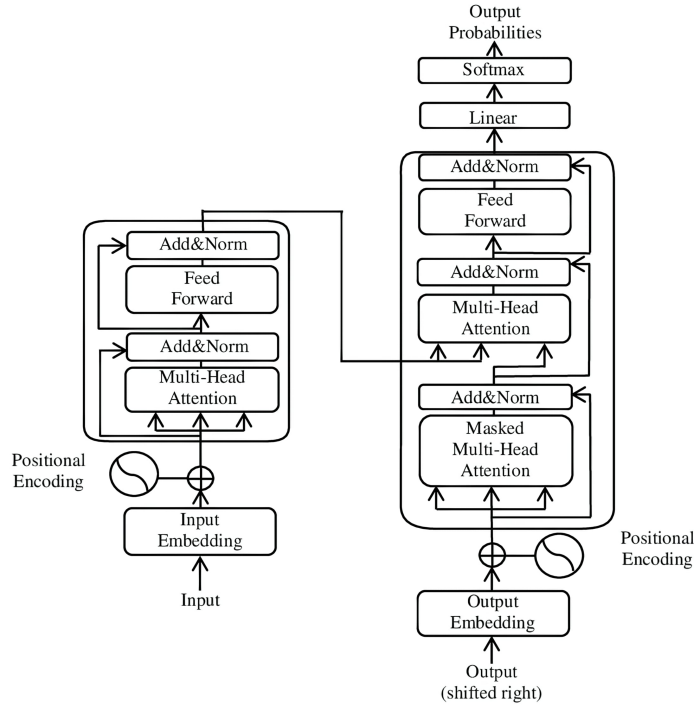 Output
Probabilities
Softmax
Linear
Add&Norm
Feed
Forward
Add&Norm
Multi-Head
Attention
Add&Norm
Masked
Multi-Head
Attention
Positional
Encoding
Output
Embedding
Output
(shifted right)
Add&Norm
Feed
Forward
Add&Norm
Multi-Head
Attention
Positional
Encoding
Input
Embedding
Input